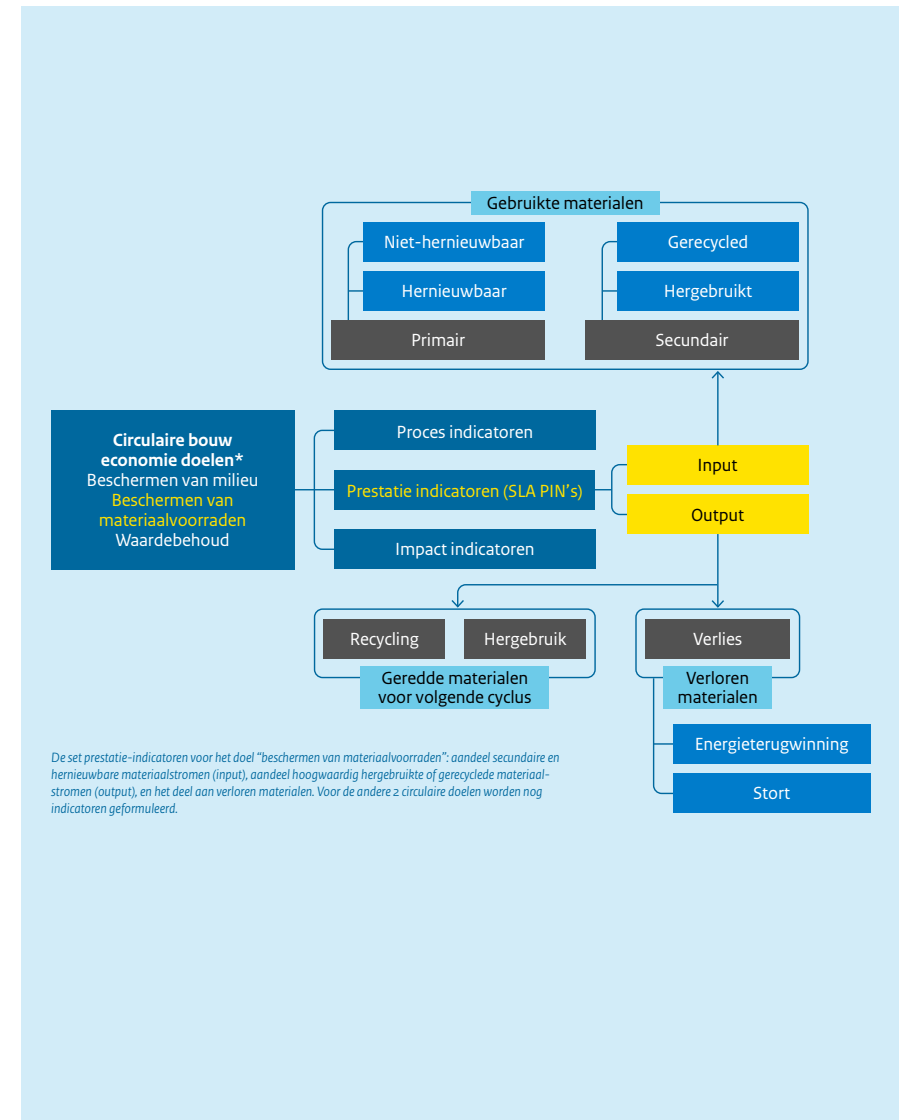 Gebruikte materialen
Niet-hernieuwbaar
Gerecycled
Hernieuwbaar
Hergebruikt
Primair
Secundair
Circulaire bouw
economie doelen*
Beschermen van milieu
Beschermen van
materiaalvoorraden
Waardebehoud
Proces indicatoren
Prestatie indicatoren (SLA PIN’s)
Impact indicatoren
Input
Output
Recycling
Hergebruik
Geredde materialen
voor volgende cyclus
Verlies
Verloren
materialen
Energieterugwinning
Stort
De set prestatie-indicatoren voor het doel “beschermen van materiaalvoorraden”: aandeel secundaire en
hernieuwbare materiaalstromen (input), aandeel hoogwaardig hergebruikte of gerecyclede materiaal-
stromen (output), en het deel aan verloren materialen. Voor de andere 2 circulaire doelen worden nog
indicatoren geformuleerd.